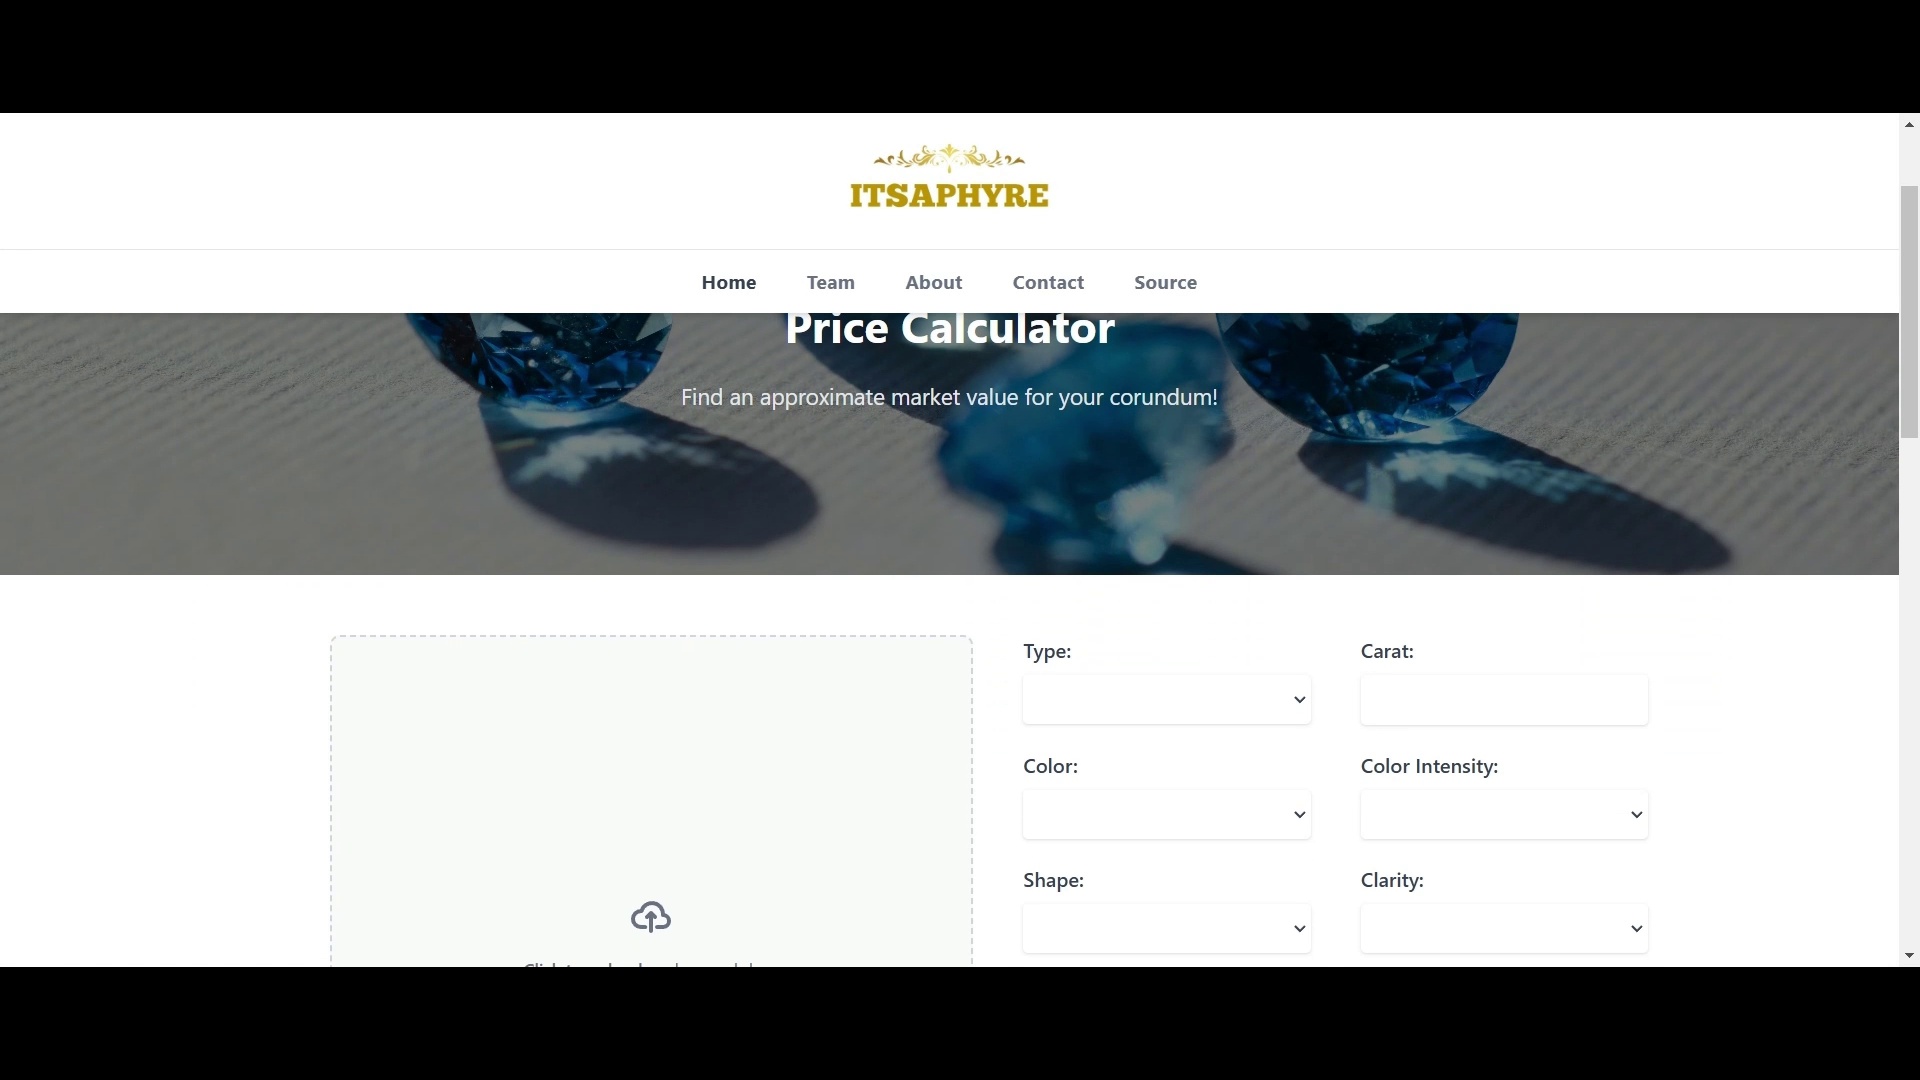 ITSAPHYRE
Home Team About Contact Source
Price Calculator
Find an approximate market value for your corundum!
Type: Carat:
Color: Color Intensity:
Shape: Clarity: